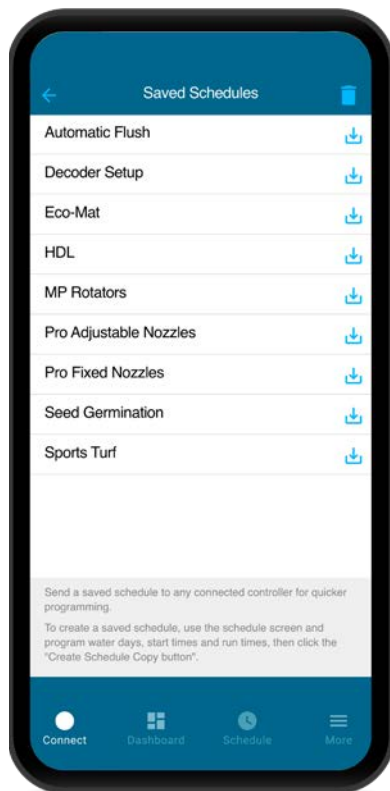 Saved Schedules
Automatic Flush
Decoder Setup
Eco-Mat
HDL
MP Rotators
Pro Adjustable Nozzles
Pro Fixed Nozzles
Seed Germination
Sports Turf
Send a saved schedule to any connected controller for quicker
programming.
To create a saved schedule, use the schedule screen and
program water days, start times and run times, then click the
"Create Schedule Copy button".
Connect
Dashboard
Schedule
More